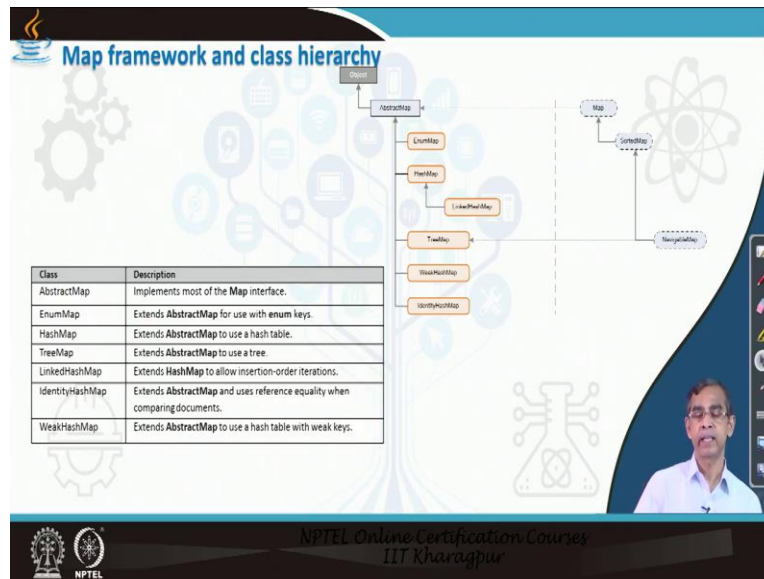 Map framework and class hierarchy
Object
AbstractMap
Map
EnumMap
SortedMap
HashMap
LinkedHashMap
TreeMap
NavigableMap
WeakHashMap
IdentityHashMap
Class Description
AbstractMap Implements most of the Map interface.
EnumMap Extends AbstractMap for use with enum keys.
HashMap Extends AbstractMap to use a hash table.
TreeMap Extends AbstractMap to use a tree.
LinkedHashMap Extends HashMap to allow insertion-order iterations.
IdentityHashMap Extends AbstractMap and uses reference equality when
comparing documents.
WeakHashMap Extends AbstractMap to use a hash table with weak keys.
NPTEL Online Certification Courses
IIT Kharagpur
NPTEL